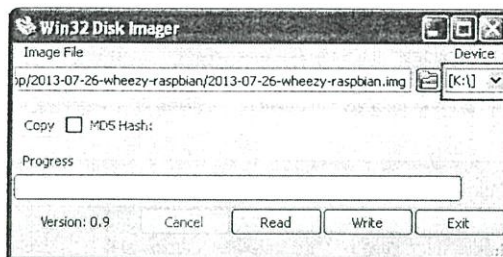 Win32 Disk Imager
Image File Device
op/2013-07-26-wheezy-raspbian/2013-07-26-wheezy-raspbian.img [K:\]
Copy MD5 Hash:
Progress
Version: 0.9 Cancel Read Write Exit